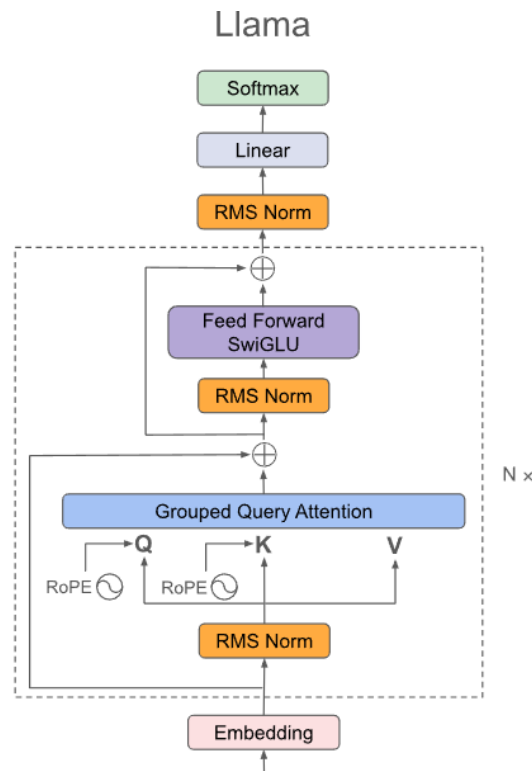 Llama
Softmax
Linear
RMS Norm
Feed Forward
SwiGLU
RMS Norm
N ×
Grouped Query Attention
Q K V
RoPE RoPE
RMS Norm
Embedding